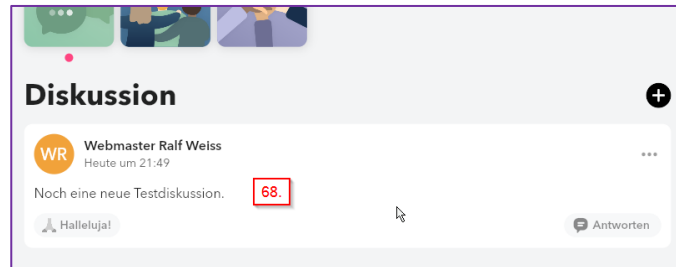 Diskussion
WR
Webmaster Ralf Weiss
Heute um 21:49
Noch eine neue Testdiskussion.
68.
Halleluja!
Antworten